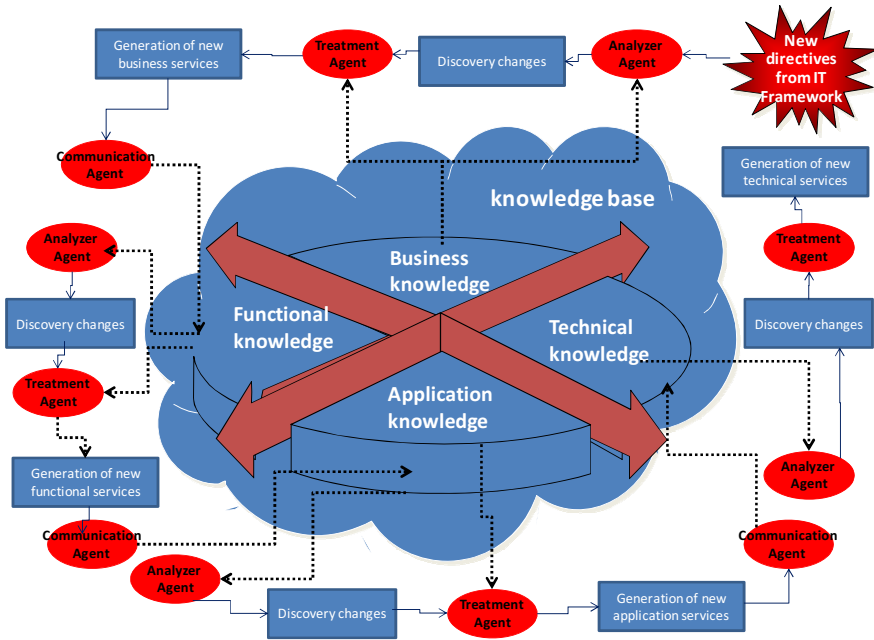 Generation of new
business services
Treatment
Agent
Discovery changes
Analyzer
Agent
New
directives
from IT
Framework
Communication
Agent
knowledge base
Generation of new
technical services
Analyzer
Agent
Business
knowledge
Treatment
Agent
Discovery changes
Functional
knowledge
Technical
knowledge
Discovery changes
Treatment
Agent
Application
knowledge
Generation of new
functional services
Analyzer
Agent
Communication
Agent
Communication
Agent
Analyzer
Agent
Discovery changes
Treatment
Agent
Generation of new
application services